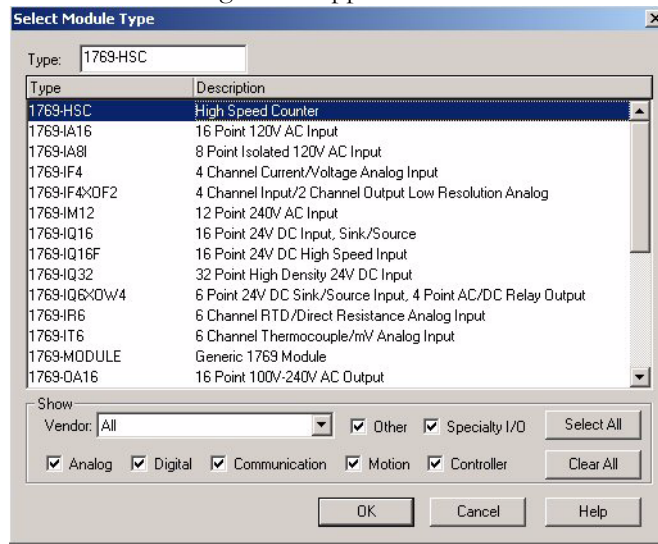 Select Module Type
Type: 1769-HSC
Type Description
1769-HSC High Speed Counter
1769-IA16 16 Point 120V AC Input
1769-IA8I 8 Point Isolated 120V AC Input
1769-IF4 4 Channel Current/Voltage Analog Input
1769-IF4XOF2 4 Channel Input/2 Channel Output Low Resolution Analog
1769-IM12 12 Point 240V AC Input
1769-IQ16 16 Point 24V DC Input, Sink/Source
1769-IQ16F 16 Point 24V DC High Speed Input
1769-IQ32 32 Point High Density 24V DC Input
1769-IQ6XOW4 6 Point 24V DC Sink/Source Input, 4 Point AC/DC Relay Output
1769-IR6 6 Channel RTD/Direct Resistance Analog Input
1769-IT6 6 Channel Thermocouple/mV Analog Input
1769-MODULE Generic 1769 Module
1769-OA16 16 Point 100V-240V AC Output
Show
Vendor: All Other Specialty I/O Select All
Analog Digital Communication Motion Controller Clear All
OK Cancel Help